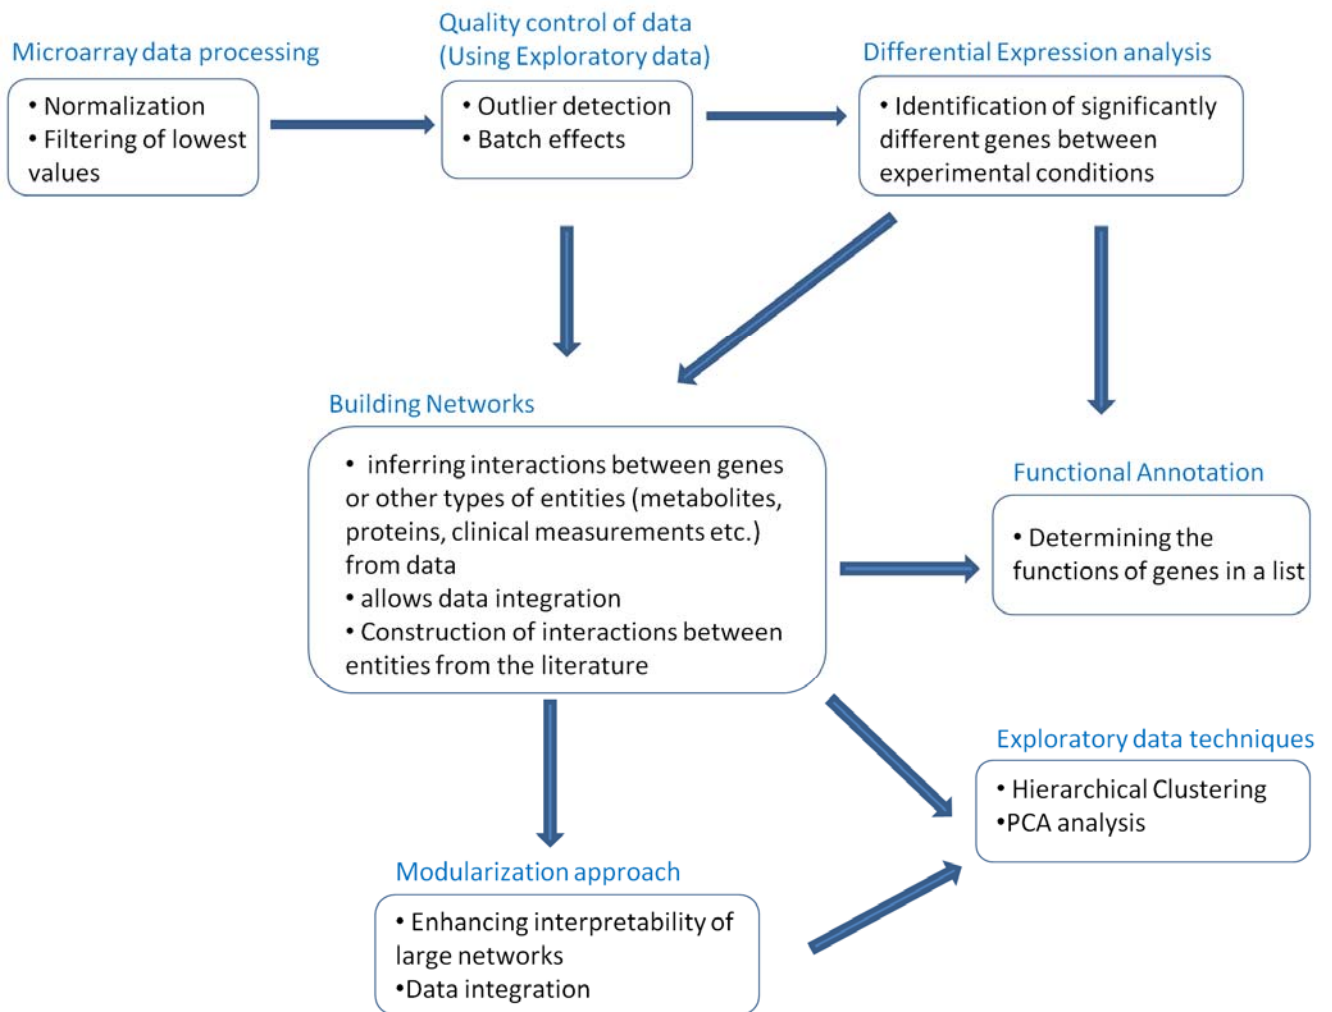 Microarray data processing
• Normalization
• Filtering of lowest
values
Quality control of data
(Using Exploratory data)
• Outlier detection
• Batch effects
Differential Expression analysis
• Identification of significantly
different genes between
experimental conditions
Building Networks
• inferring interactions between genes
or other types of entities (metabolites,
proteins, clinical measurements etc.)
from data
• allows data integration
• Construction of interactions between
entities from the literature
Functional Annotation
• Determining the
functions of genes in a list
Exploratory data techniques
• Hierarchical Clustering
•PCA analysis
Modularization approach
• Enhancing interpretability of
large networks
•Data integration